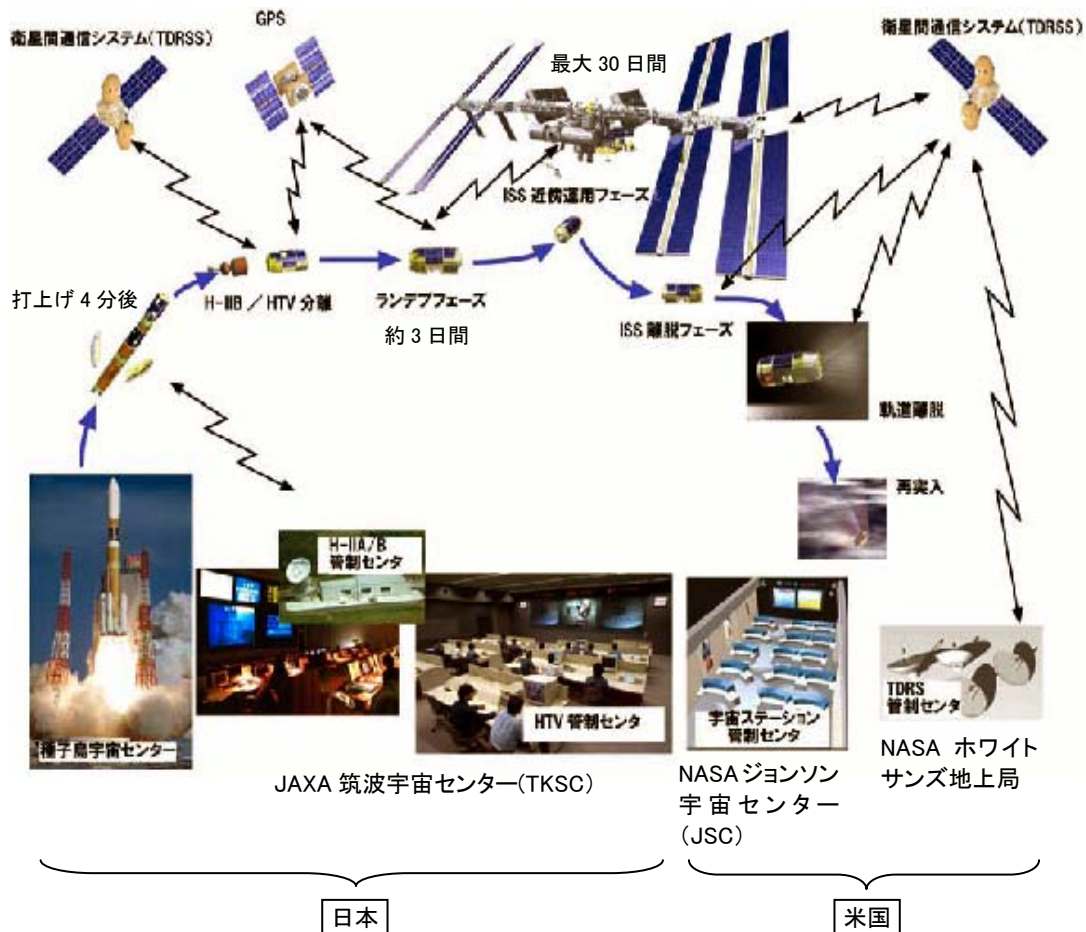 衛星間通信システム(TDRSS)
GPS
最大 30 日間
衛星間通信システム(TDRSS)
ISS 近傍運用フェーズ
打上げ 4 分後
H-IIB / HTV 分離
ランデブフェーズ
約 3 日間
ISS 離脱フェーズ
軌道離脱
再突入
H-IIA/B
管制センタ
種子島宇宙センター
HTV 管制センタ
宇宙ステーション
管制センタ
TDRS
管制センタ
JAXA 筑波宇宙センター(TKSC)
NASA ジョンソン
宇宙センター
(JSC)
NASA ホワイト
サンズ地上局
日本
米国